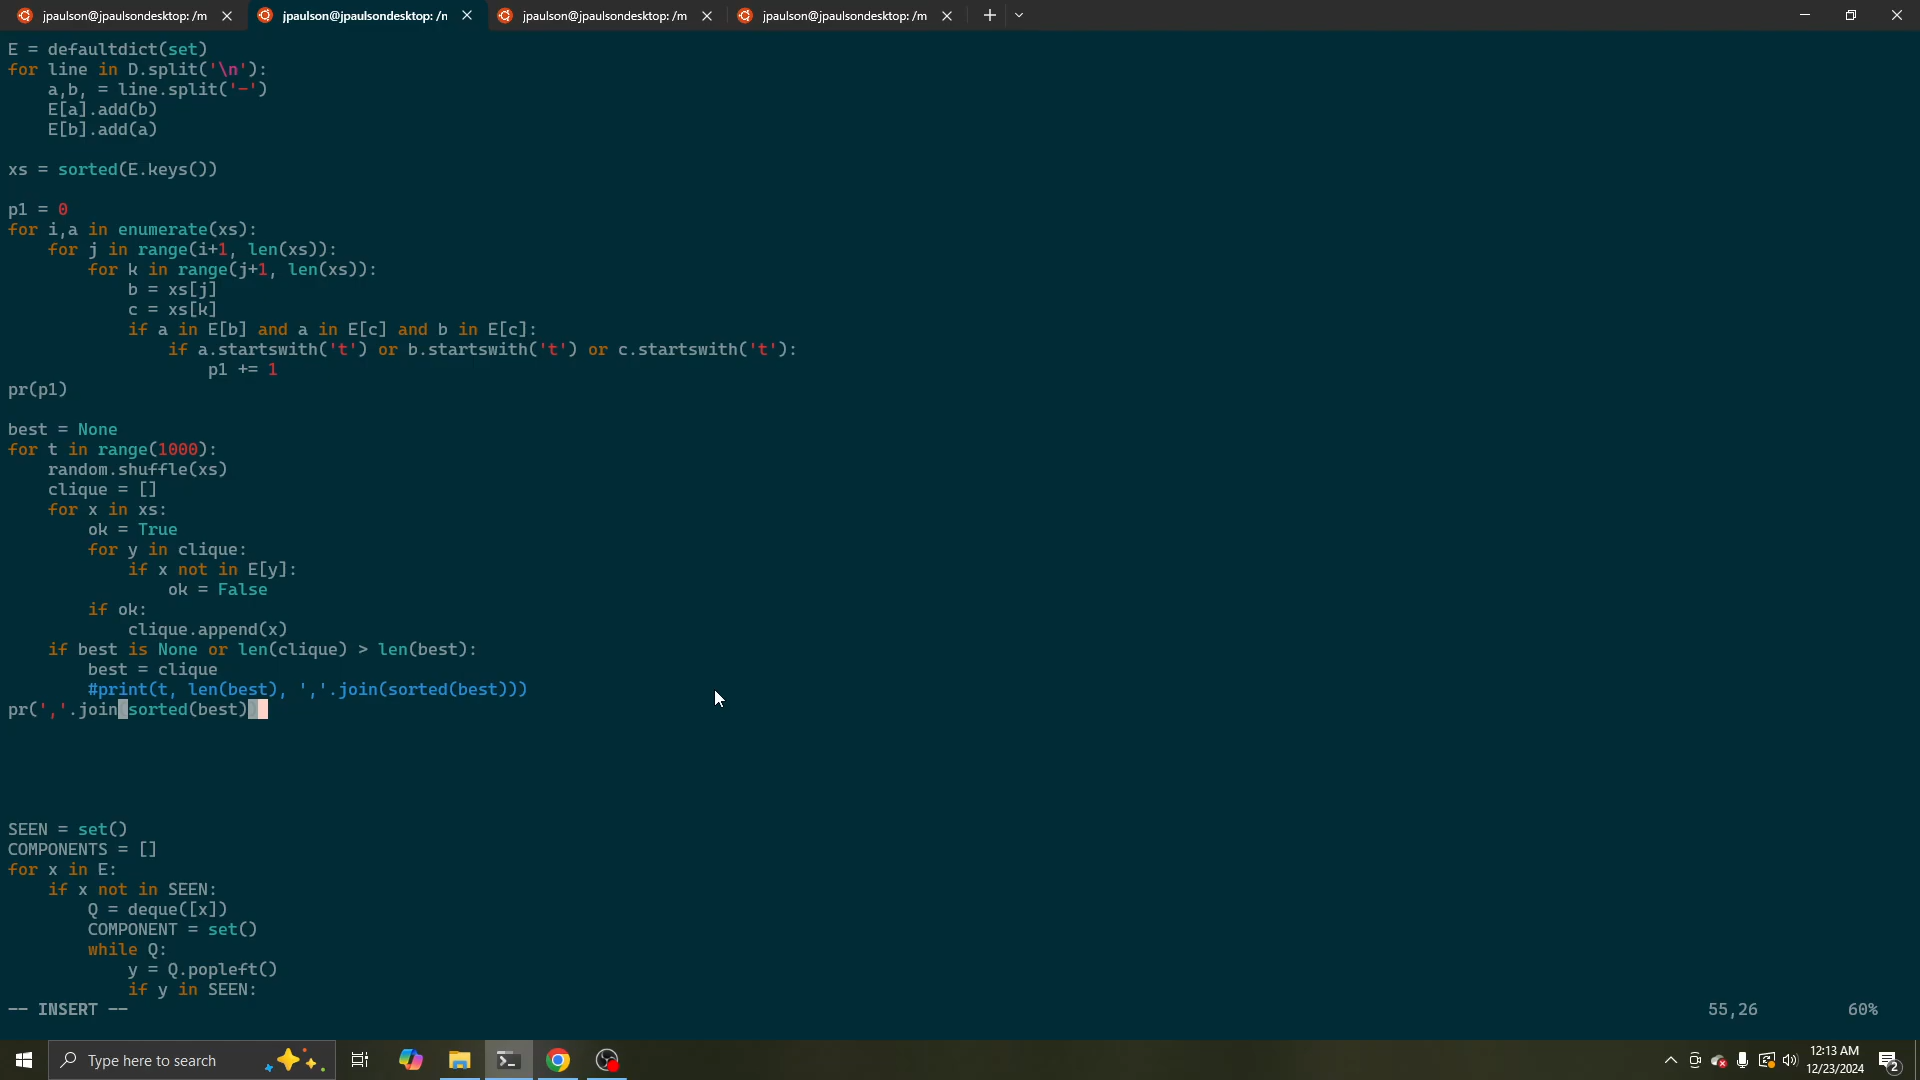 jpaulson@jpaulsondesktop: /m
jpaulson@jpaulsondesktop: /n
jpaulson@jpaulsondesktop: /m
jpaulson@jpaulsondesktop: /m
E = defaultdict(set)
for line in D.split('\n'):
    a,b, = line.split('-')
    E[a].add(b)
    E[b].add(a)
xs = sorted(E.keys())
p1 = 0
for i,a in enumerate(xs):
    for j in range(i+1, len(xs)):
        for k in range(j+1, len(xs)):
            b = xs[j]
            c = xs[k]
            if a in E[b] and a in E[c] and b in E[c]:
                if a.startswith('t') or b.startswith('t') or c.startswith('t'):
                    p1 += 1
pr(p1)
best = None
for t in range(1000):
    random.shuffle(xs)
    clique = []
    for x in xs:
        ok = True
        for y in clique:
            if x not in E[y]:
                ok = False
        if ok:
            clique.append(x)
    if best is None or len(clique) > len(best):
        best = clique
        #print(t, len(best), ','.join(sorted(best)))
pr(','.join(sorted(best))
SEEN = set()
COMPONENTS = []
for x in E:
    if x not in SEEN:
        Q = deque([x])
        COMPONENT = set()
        while Q:
            y = Q.popleft()
            if y in SEEN:
-- INSERT --
55,26
60%
Type here to search
12:13 AM
12/23/2024
2